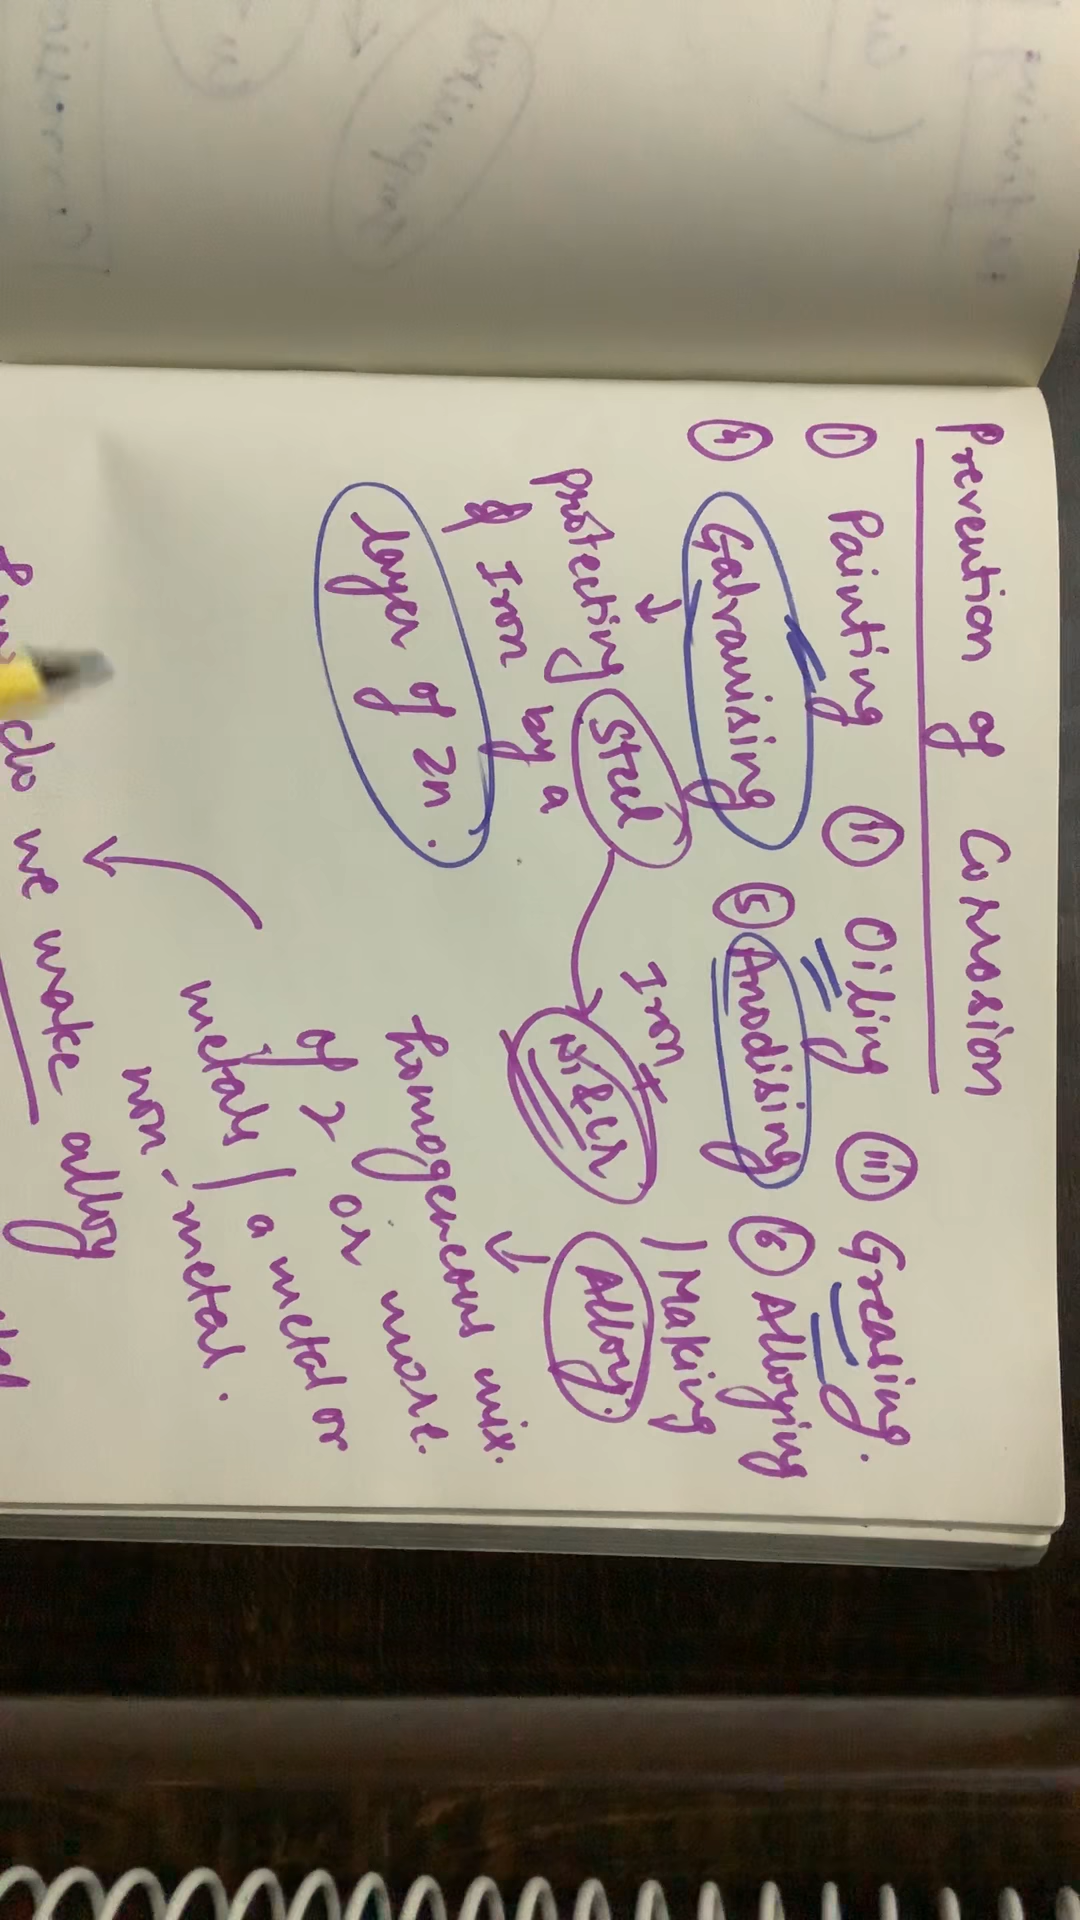 Prevention of Corrosion
(i) Painting (ii) Oiling (iii) Greasing.
(4) Galvanising (5) Anodising (6) Alloying
↓
| Making
Alloy.
protecting Steel
& Iron by a
layer of Zn.
Iron +
Ni & Cr
↓
homogeneous mix.
of 2 or more
metals / a metal or
non-metal.
do we make alloy